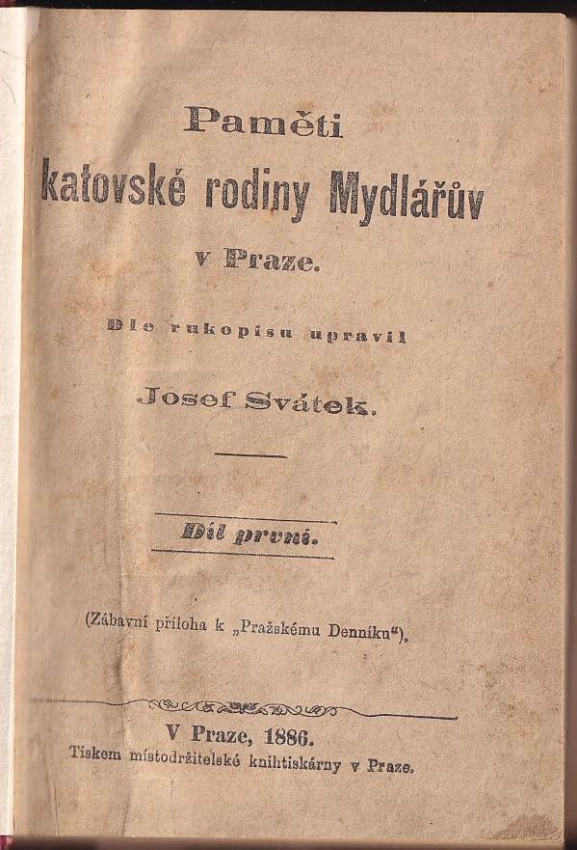 Paměti
katovské rodiny Mydlářův
v Praze.
Dle rukopisu upravil
Josef Svátek.
Díl první.
(Zábavní příloha k „Pražskému Denníku“).
V Praze, 1886.
Tiskem místodržitelské knihtiskárny v Praze.